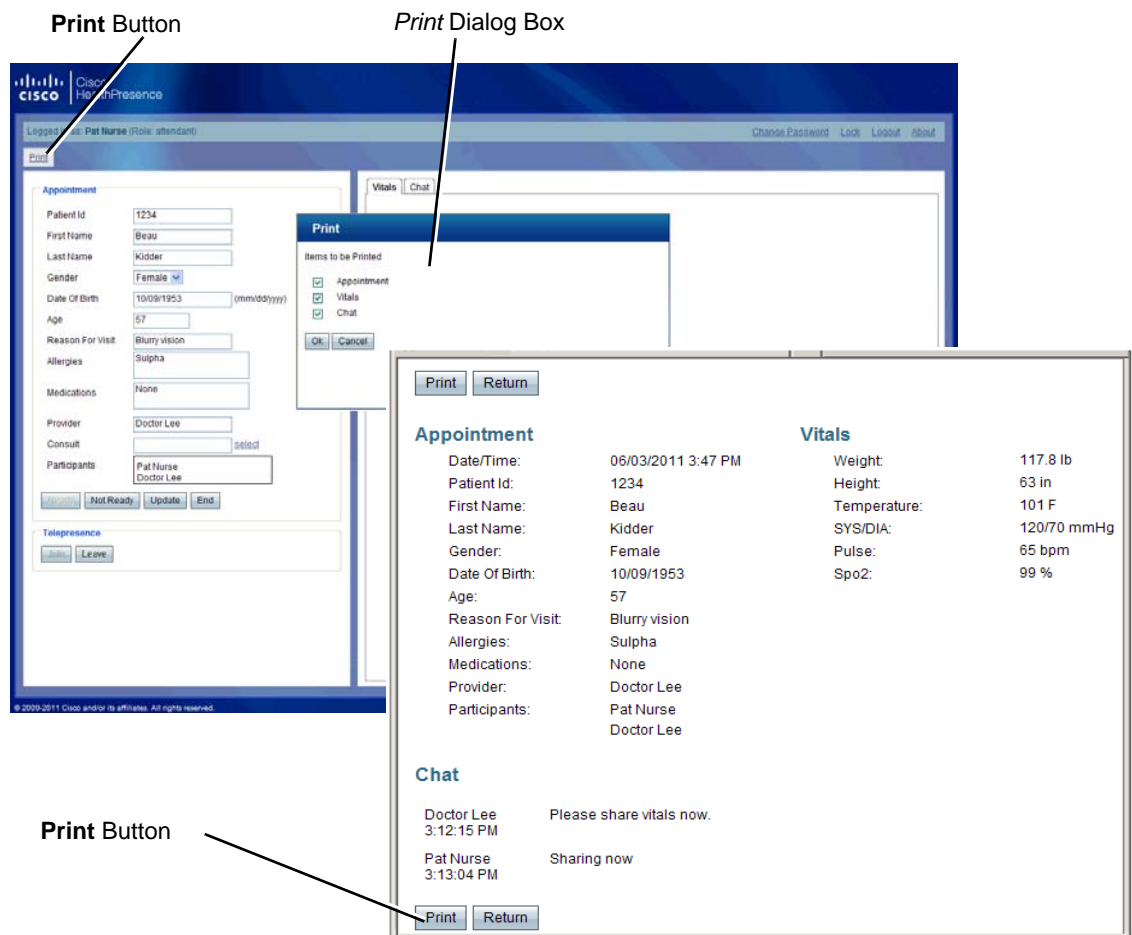 Print Button
Print Dialog Box
CISCO
Cisco
HealthPresence
Logged in as: Pat Nurse (Role: attendant)
Change Password Lock Logout About
Print
Appointment
Patient Id 1234
First Name Beau
Last Name Kidder
Gender Female
Date Of Birth 10/09/1953 (mm/dd/yyyy)
Age 57
Reason For Visit Blurry vision
Allergies Sulpha
Medications None
Provider Doctor Lee
Consult select
Participants Pat Nurse
Doctor Lee
Not Ready Update End
Telepresence
Join Leave
Vitals Chat
Print
Items to be Printed
Appointment
Vitals
Chat
Ok Cancel
© 2009-2011 Cisco and/or its affiliates. All rights reserved.
Print Return
Appointment
Date/Time: 06/03/2011 3:47 PM
Patient Id: 1234
First Name: Beau
Last Name: Kidder
Gender: Female
Date Of Birth: 10/09/1953
Age: 57
Reason For Visit: Blurry vision
Allergies: Sulpha
Medications: None
Provider: Doctor Lee
Participants: Pat Nurse
Doctor Lee
Vitals
Weight: 117.8 lb
Height: 63 in
Temperature: 101 F
SYS/DIA: 120/70 mmHg
Pulse: 65 bpm
Spo2: 99 %
Chat
Doctor Lee Please share vitals now.
3:12:15 PM
Pat Nurse Sharing now
3:13:04 PM
Print Return
Print Button